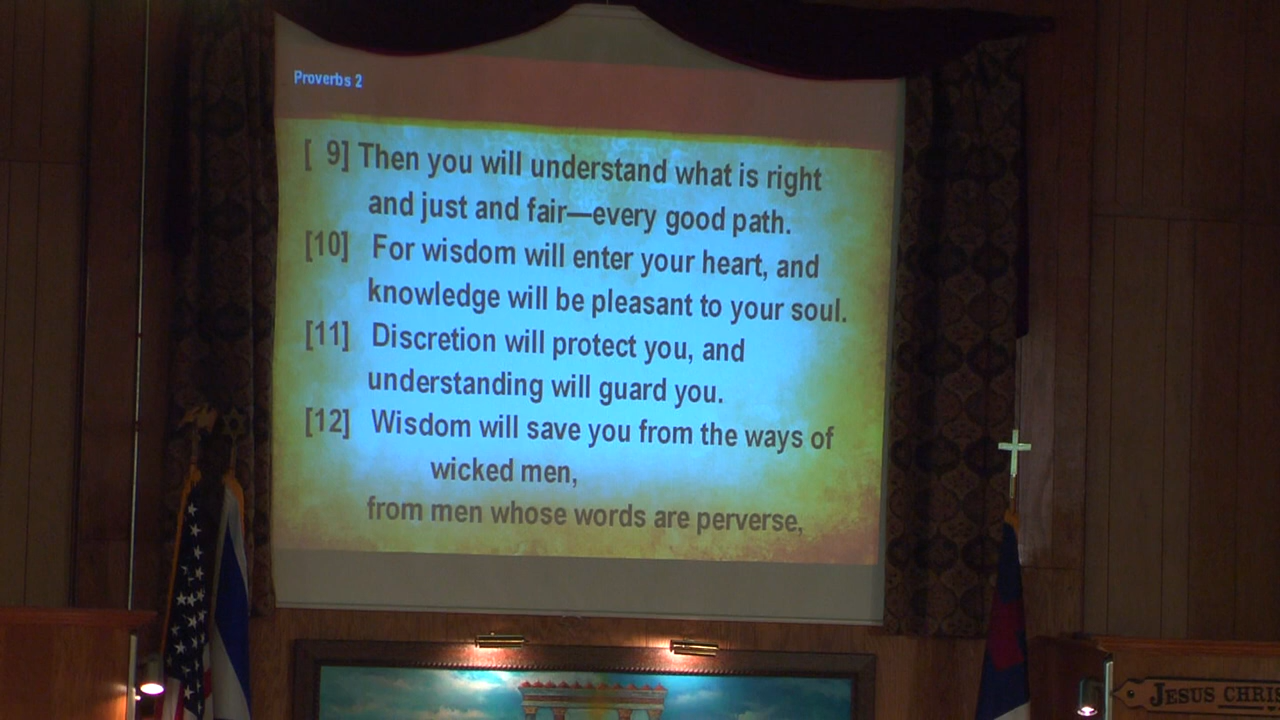 Proverbs 2
[ 9] Then you will understand what is right
and just and fair—every good path.
[10] For wisdom will enter your heart, and
knowledge will be pleasant to your soul.
[11] Discretion will protect you, and
understanding will guard you.
[12] Wisdom will save you from the ways of
wicked men,
from men whose words are perverse,
JESUS CHRIS